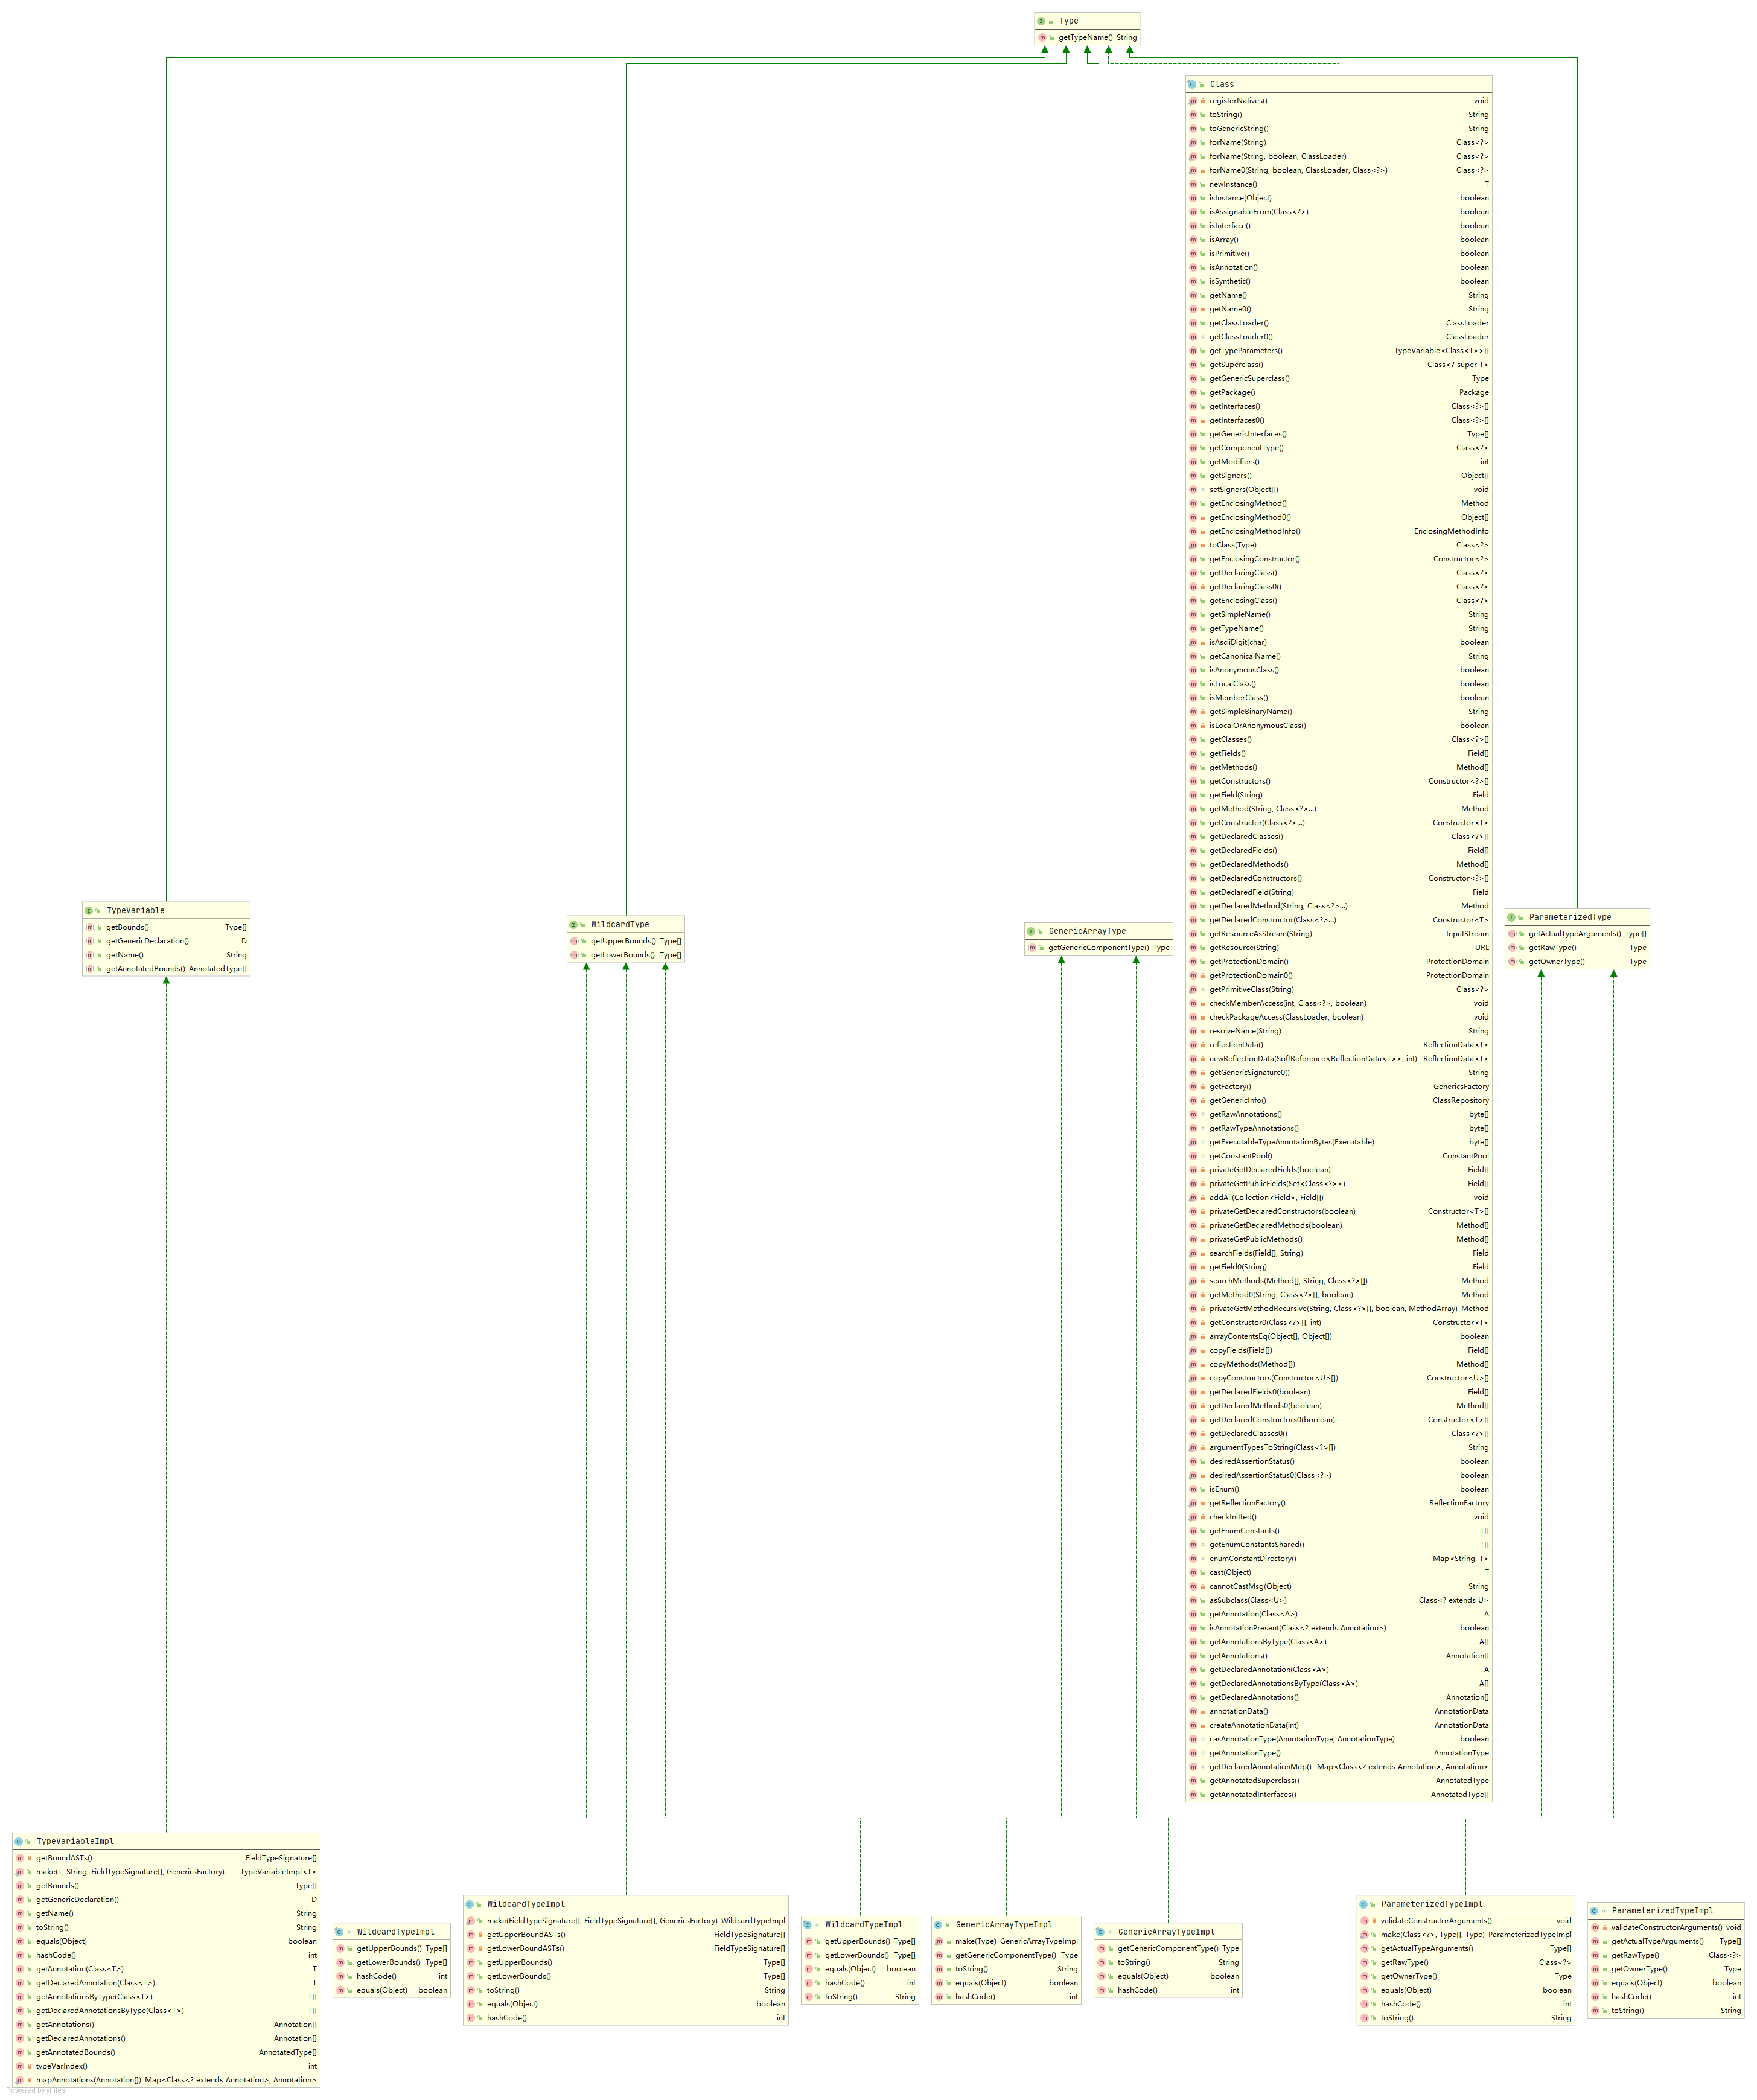 Type
getTypeName() String
Class
registerNatives() void
toString() String
toGenericString() String
forName(String) Class<?>
forName(String, boolean, ClassLoader) Class<?>
forName0(String, boolean, ClassLoader, Class<?>) Class<?>
newInstance() T
isInstance(Object) boolean
isAssignableFrom(Class<?>) boolean
isInterface() boolean
isArray() boolean
isPrimitive() boolean
isAnnotation() boolean
isSynthetic() boolean
getName() String
getName0() String
getClassLoader() ClassLoader
getClassLoader0() ClassLoader
getTypeParameters() TypeVariable<Class<T>>[]
getSuperclass() Class<? super T>
getGenericSuperclass() Type
getPackage() Package
getInterfaces() Class<?>[]
getInterfaces0() Class<?>[]
getGenericInterfaces() Type[]
getComponentType() Class<?>
getModifiers() int
getSigners() Object[]
setSigners(Object[]) void
getEnclosingMethod() Method
getEnclosingMethod0() Object[]
getEnclosingMethodInfo() EnclosingMethodInfo
toClass(Type) Class<?>
getEnclosingConstructor() Constructor<?>
getDeclaringClass() Class<?>
getDeclaringClass0() Class<?>
getEnclosingClass() Class<?>
getSimpleName() String
getTypeName() String
isAsciiDigit(char) boolean
getCanonicalName() String
isAnonymousClass() boolean
isLocalClass() boolean
isMemberClass() boolean
getSimpleBinaryName() String
isLocalOrAnonymousClass() boolean
getClasses() Class<?>[]
getFields() Field[]
getMethods() Method[]
getConstructors() Constructor<?>[]
getField(String) Field
getMethod(String, Class<?>...) Method
getConstructor(Class<?>...) Constructor<T>
getDeclaredClasses() Class<?>[]
getDeclaredFields() Field[]
getDeclaredMethods() Method[]
getDeclaredConstructors() Constructor<?>[]
getDeclaredField(String) Field
getDeclaredMethod(String, Class<?>...) Method
getDeclaredConstructor(Class<?>...) Constructor<T>
getResourceAsStream(String) InputStream
getResource(String) URL
getProtectionDomain() ProtectionDomain
getProtectionDomain0() ProtectionDomain
getPrimitiveClass(String) Class<?>
checkMemberAccess(int, Class<?>, boolean) void
checkPackageAccess(ClassLoader, boolean) void
resolveName(String) String
reflectionData() ReflectionData<T>
newReflectionData(SoftReference<ReflectionData<T>>, int) ReflectionData<T>
getGenericSignature0() String
getFactory() GenericsFactory
getGenericInfo() ClassRepository
getRawAnnotations() byte[]
getRawTypeAnnotations() byte[]
getExecutableTypeAnnotationBytes(Executable) byte[]
getConstantPool() ConstantPool
privateGetDeclaredFields(boolean) Field[]
privateGetPublicFields(Set<Class<?>>) Field[]
addAll(Collection<Field>, Field[]) void
privateGetDeclaredConstructors(boolean) Constructor<T>[]
privateGetDeclaredMethods(boolean) Method[]
privateGetPublicMethods() Method[]
searchFields(Field[], String) Field
getField0(String) Field
searchMethods(Method[], String, Class<?>[]) Method
getMethod0(String, Class<?>[], boolean) Method
privateGetMethodRecursive(String, Class<?>[], boolean, MethodArray) Method
getConstructor0(Class<?>[], int) Constructor<T>
arrayContentsEq(Object[], Object[]) boolean
copyFields(Field[]) Field[]
copyMethods(Method[]) Method[]
copyConstructors(Constructor<U>[]) Constructor<U>[]
getDeclaredFields0(boolean) Field[]
getDeclaredMethods0(boolean) Method[]
getDeclaredConstructors0(boolean) Constructor<T>[]
getDeclaredClasses0() Class<?>[]
argumentTypesToString(Class<?>[]) String
desiredAssertionStatus() boolean
desiredAssertionStatus0(Class<?>) boolean
isEnum() boolean
getReflectionFactory() ReflectionFactory
checkInitted() void
getEnumConstants() T[]
getEnumConstantsShared() T[]
enumConstantDirectory() Map<String, T>
cast(Object) T
cannotCastMsg(Object) String
asSubclass(Class<U>) Class<? extends U>
getAnnotation(Class<A>) A
isAnnotationPresent(Class<? extends Annotation>) boolean
getAnnotationsByType(Class<A>) A[]
getAnnotations() Annotation[]
getDeclaredAnnotation(Class<A>) A
getDeclaredAnnotationsByType(Class<A>) A[]
getDeclaredAnnotations() Annotation[]
annotationData() AnnotationData
createAnnotationData(int) AnnotationData
casAnnotationType(AnnotationType, AnnotationType) boolean
getAnnotationType() AnnotationType
getDeclaredAnnotationMap() Map<Class<? extends Annotation>, Annotation>
getAnnotatedSuperclass() AnnotatedType
getAnnotatedInterfaces() AnnotatedType[]
TypeVariable
getBounds() Type[]
getGenericDeclaration() D
getName() String
getAnnotatedBounds() AnnotatedType[]
WildcardType
getUpperBounds() Type[]
getLowerBounds() Type[]
GenericArrayType
getGenericComponentType() Type
ParameterizedType
getActualTypeArguments() Type[]
getRawType() Type
getOwnerType() Type
TypeVariableImpl
getBoundASTs() FieldTypeSignature[]
make(T, String, FieldTypeSignature[], GenericsFactory) TypeVariableImpl<T>
getBounds() Type[]
getGenericDeclaration() D
getName() String
toString() String
equals(Object) boolean
hashCode() int
getAnnotation(Class<T>) T
getDeclaredAnnotation(Class<T>) T
getAnnotationsByType(Class<T>) T[]
getDeclaredAnnotationsByType(Class<T>) T[]
getAnnotations() Annotation[]
getDeclaredAnnotations() Annotation[]
getAnnotatedBounds() AnnotatedType[]
typeVarIndex() int
mapAnnotations(Annotation[]) Map<Class<? extends Annotation>, Annotation>
WildcardTypeImpl
getUpperBounds() Type[]
getLowerBounds() Type[]
hashCode() int
equals(Object) boolean
WildcardTypeImpl
make(FieldTypeSignature[], FieldTypeSignature[], GenericsFactory) WildcardTypeImpl
getUpperBoundASTs() FieldTypeSignature[]
getLowerBoundASTs() FieldTypeSignature[]
getUpperBounds() Type[]
getLowerBounds() Type[]
toString() String
equals(Object) boolean
hashCode() int
WildcardTypeImpl
getUpperBounds() Type[]
getLowerBounds() Type[]
equals(Object) boolean
hashCode() int
toString() String
GenericArrayTypeImpl
make(Type) GenericArrayTypeImpl
getGenericComponentType() Type
toString() String
equals(Object) boolean
hashCode() int
GenericArrayTypeImpl
getGenericComponentType() Type
toString() String
equals(Object) boolean
hashCode() int
ParameterizedTypeImpl
validateConstructorArguments() void
make(Class<?>, Type[], Type) ParameterizedTypeImpl
getActualTypeArguments() Type[]
getRawType() Class<?>
getOwnerType() Type
equals(Object) boolean
hashCode() int
toString() String
ParameterizedTypeImpl
validateConstructorArguments() void
getActualTypeArguments() Type[]
getRawType() Class<?>
getOwnerType() Type
equals(Object) boolean
hashCode() int
toString() String
Powered by yFiles